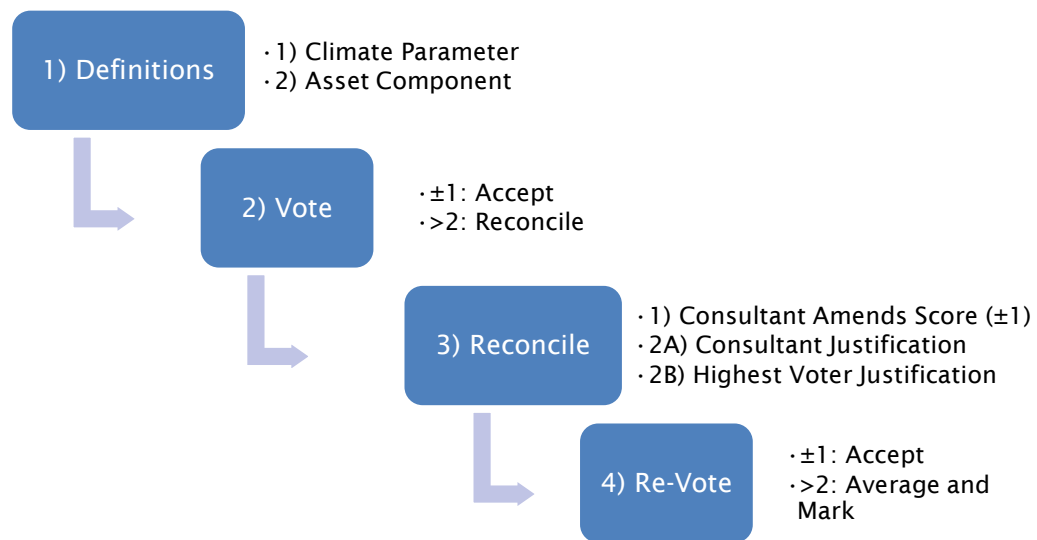 1) Definitions
·1) Climate Parameter
·2) Asset Component
2) Vote
·±1: Accept
·>2: Reconcile
3) Reconcile
·1) Consultant Amends Score (±1)
·2A) Consultant Justification
·2B) Highest Voter Justification
4) Re-Vote
·±1: Accept
·>2: Average and
Mark